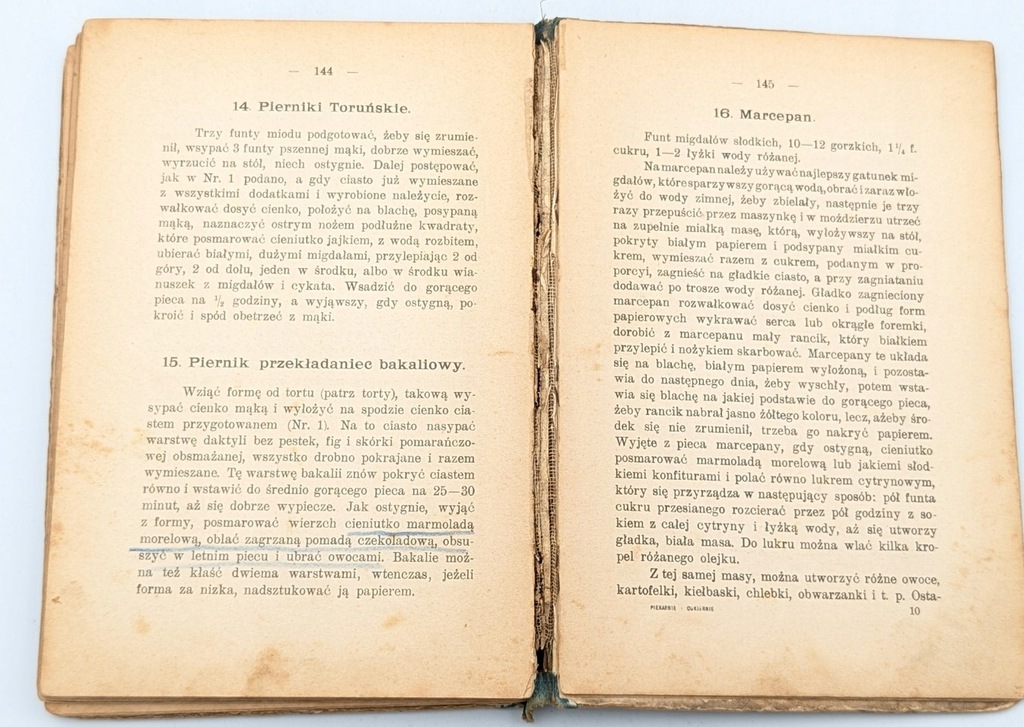 — 144 —
14. Pierniki Toruńskie.
Trzy funty miodu podgotować, żeby się zrumie-
nił, wsypać 3 funty pszennej mąki, dobrze wymieszać,
wyrzucić na stół, niech ostygnie. Dalej postępować,
jak w Nr. 1 podano, a gdy ciasto już wymieszane
z wszystkimi dodatkami i wyrobione należycie, roz-
wałkować dosyć cienko, położyć na blachę, posypaną
mąką, naznaczyć ostrym nożem podłużne kwadraty,
które posmarować cieniutko jajkiem, z wodą rozbitem,
ubierać białymi, dużymi migdałami, przylepiając 2 od
góry, 2 od dołu, jeden w środku, albo w środku wia-
nuszek z migdałów i cykata. Wsadzić do gorącego
pieca na ½ godziny, a wyjąwszy, gdy ostygną, po-
kroić i spód obetrzeć z mąki.
15. Piernik przekładaniec bakaliowy.
Wziąć formę od tortu (patrz torty), takową wy-
sypać cienko mąką i wyłożyć na spodzie cienko cia-
stem przygotowanem (Nr. 1). Na to ciasto nasypać
warstwę daktyli bez pestek, fig i skórki pomarańczo-
wej obsmażanej, wszystko drobno pokrajane i razem
wymieszane. Tę warstwę bakalii znów pokryć ciastem
równo i wstawić do średnio gorącego pieca na 25—30
minut, aż się dobrze wypiecze. Jak ostygnie, wyjąć
z formy, posmarować wierzch cieniutko marmoladą
morelową, oblać zagrzaną pomadą czekoladową, obsu-
szyć w letnim piecu i ubrać owocami. Bakalie moż-
na też kłaść dwiema warstwami, wtenczas, jeżeli
forma za nizka, nadsztukować ją papierem.
— 145 —
16. Marcepan.
Funt migdałów słodkich, 10—12 gorzkich, 1¼ f.
cukru, 1—2 łyżki wody różanej.
Na marcepan należy używać najlepszy gatunek mi-
gdałów, które sparzywszy gorącą wodą, obrać i zaraz wło-
żyć do wody zimnej, żeby zbielały, następnie je trzy
razy przepuścić przez maszynkę i w moździerzu utrzeć
na zupełnie miałką masę, którą, wyłożywszy na stół,
pokryty białym papierem i podsypany miałkim cu-
krem, wymieszać razem z cukrem, podanym w pro-
porcyi, zagnieść na gładkie ciasto, a przy zagniataniu
dodawać po trosze wody różanej. Gładko zagnieciony
marcepan rozwałkować dosyć cienko i podług form
papierowych wykrawać serca lub okrągłe foremki,
dorobić z marcepanu mały rancik, który białkiem
przylepić i nożykiem skarbować. Marcepany te układa
się na blachę, białym papierem wyłożoną, i pozosta-
wia do następnego dnia, żeby wyschły, potem wsta-
wia się blachę na jakiej podstawie do gorącego pieca,
żeby rancik nabrał jasno żółtego koloru, lecz, ażeby śro-
dek się nie zrumienił, trzeba go nakryć papierem.
Wyjęte z pieca marcepany, gdy ostygną, cieniutko
posmarować marmoladą morelową lub jakiemi słod-
kiemi konfiturami i polać równo lukrem cytrynowym,
który się przyrządza w następujący sposób: pół funta
cukru przesianego rozcierać przez pół godziny z so-
kiem z całej cytryny i łyżką wody, aż się utworzy
gładka, biała masa. Do lukru można wlać kilka kro-
pel różanego olejku.
Z tej samej masy, można utworzyć różne owoce,
kartofelki, kiełbaski, chlebki, obwarzanki i t. p. Osta-
PIEKARNIE - CUKIERNIE 10